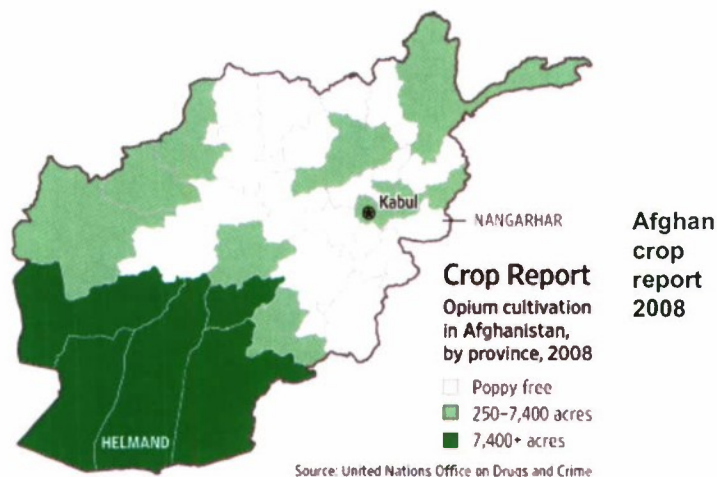 Kabul
NANGARHAR
HELMAND
Crop Report
Opium cultivation
in Afghanistan,
by province, 2008
Poppy free
250–7,400 acres
7,400+ acres
Source: United Nations Office on Drugs and Crime
Afghan
crop
report
2008